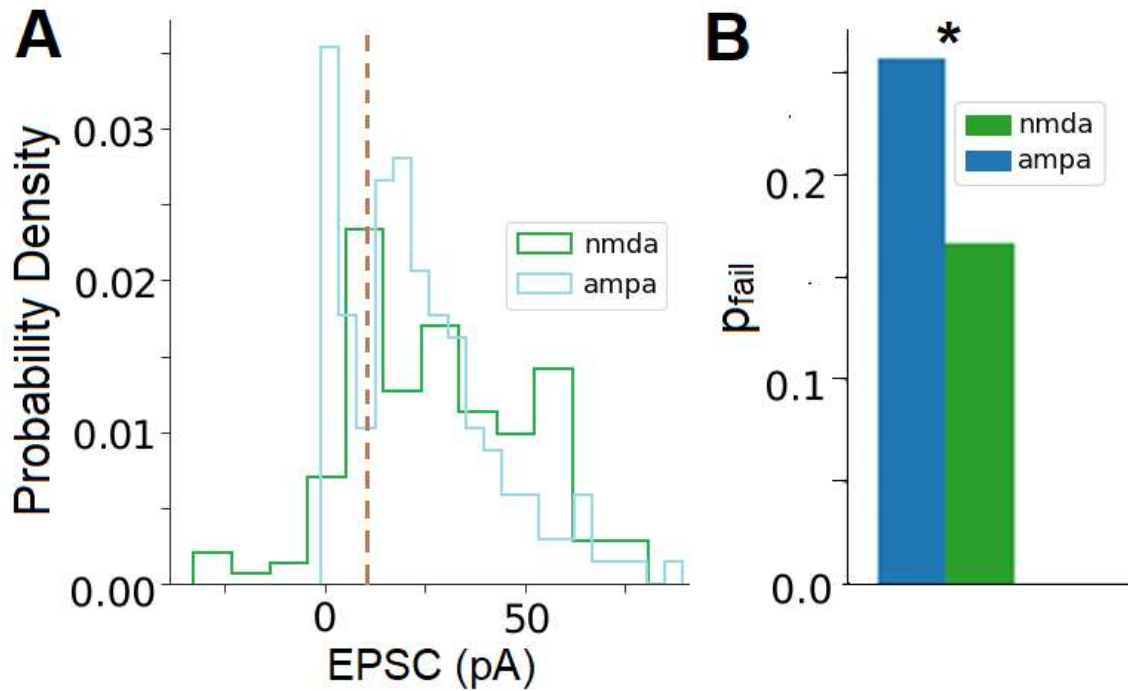 A
Probability Density
0.03
0.02
0.01
0.00
0
50
EPSC (pA)
nmda
ampa
B
*
pfail
0.2
0.1
0.0
nmda
ampa